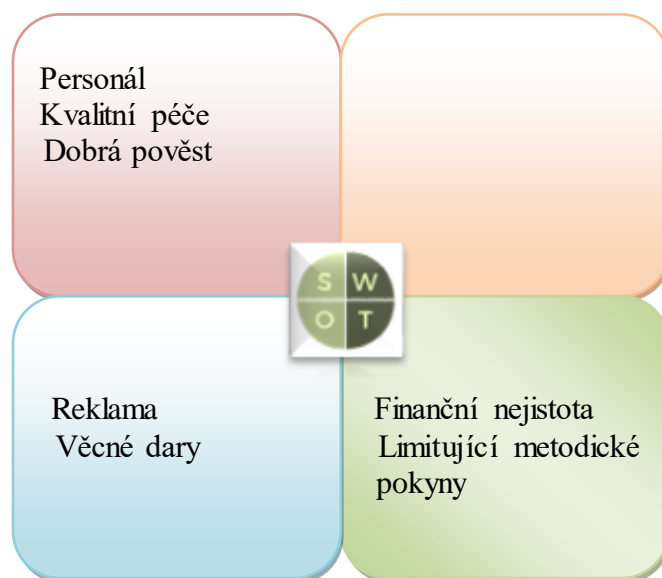 Personál
Kvalitní péče
Dobrá pověst
S W
O T
Reklama
Věcné dary
Finanční nejistota
Limitující metodické
pokyny